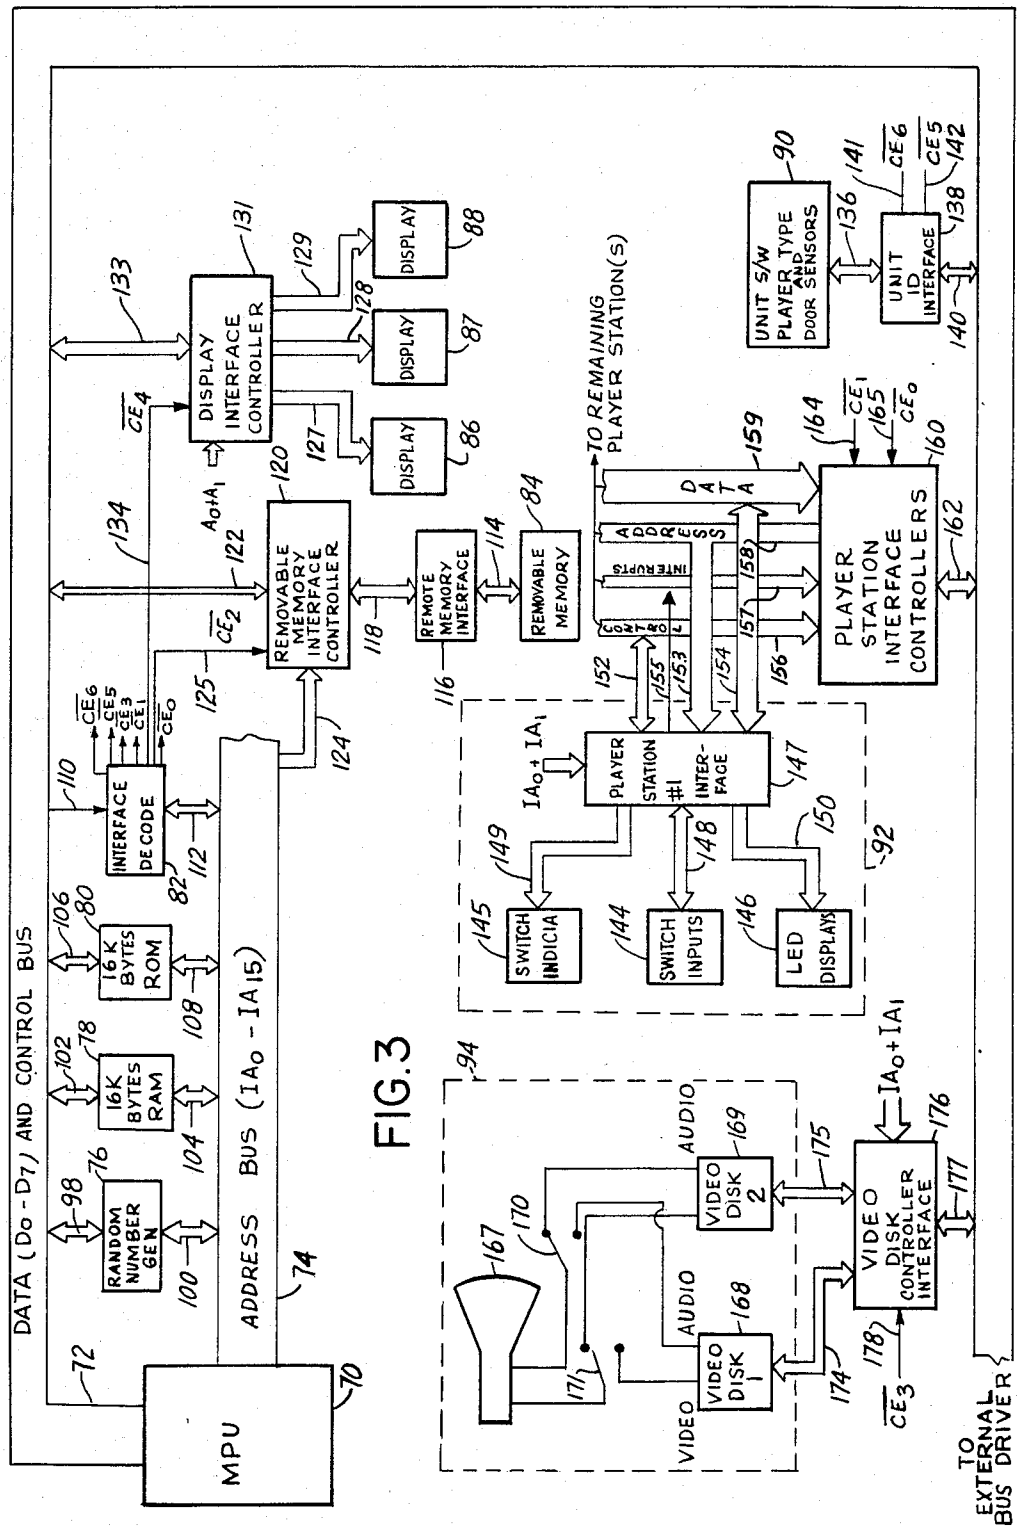 DATA (D0-D7) AND CONTROL BUS
72
MPU
70
98
RANDOM
NUMBER
GEN
76
100
102
16K
BYTES
RAM
78
104
106
16K
BYTES
ROM
80
108
110
INTERFACE
DECODE
82
112
CE6
CE5
CE3
CE1
CE0
ADDRESS BUS (IA0-IA15)
74
124
125
CE2
122
134
CE4
133
A0+A1
REMOVABLE
MEMORY
INTERFACE
CONTROLLER
120
DISPLAY
INTERFACE
CONTROLLER
131
127
128
129
DISPLAY
86
DISPLAY
87
DISPLAY
88
118
REMOTE
MEMORY
INTERFACE
116
114
REMOVABLE
MEMORY
84
FIG.3
94
167
170
171
AUDIO
AUDIO
VIDEO
VIDEO
DISK
1
168
VIDEO
DISK
2
169
174
175
VIDEO
DISK
CONTROLLER
INTERFACE
176
IA0+IA1
178
CE3
177
IA0+IA1
PLAYER
STATION
#1
INTER-
FACE
147
149
148
150
SWITCH
INDICIA
145
SWITCH
INPUTS
144
LED
DISPLAYS
146
92
152
155
153
154
TO REMAINING
PLAYER STATION(S)
CONTROL
INTERUPTS
ADDRESS
DATA
156
157
158
159
PLAYER
STATION
INTERFACE
CONTROLLERS
160
164
CE1
165
CE0
162
UNIT S/W
PLAYER TYPE
AND
DOOR SENSORS
90
136
UNIT
ID
INTERFACE
138
141
CE6
CE5
142
140
TO
EXTERNAL
BUS DRIVER